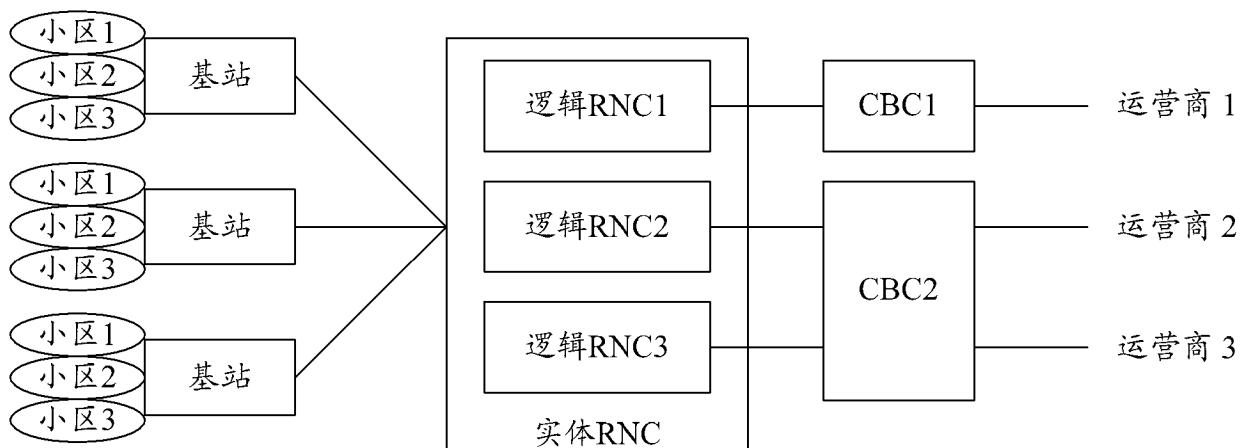 小区1
小区2
小区3
基站
小区1
小区2
小区3
基站
小区1
小区2
小区3
基站
逻辑RNC1
逻辑RNC2
逻辑RNC3
实体RNC
CBC1
CBC2
运营商 1
运营商 2
运营商 3